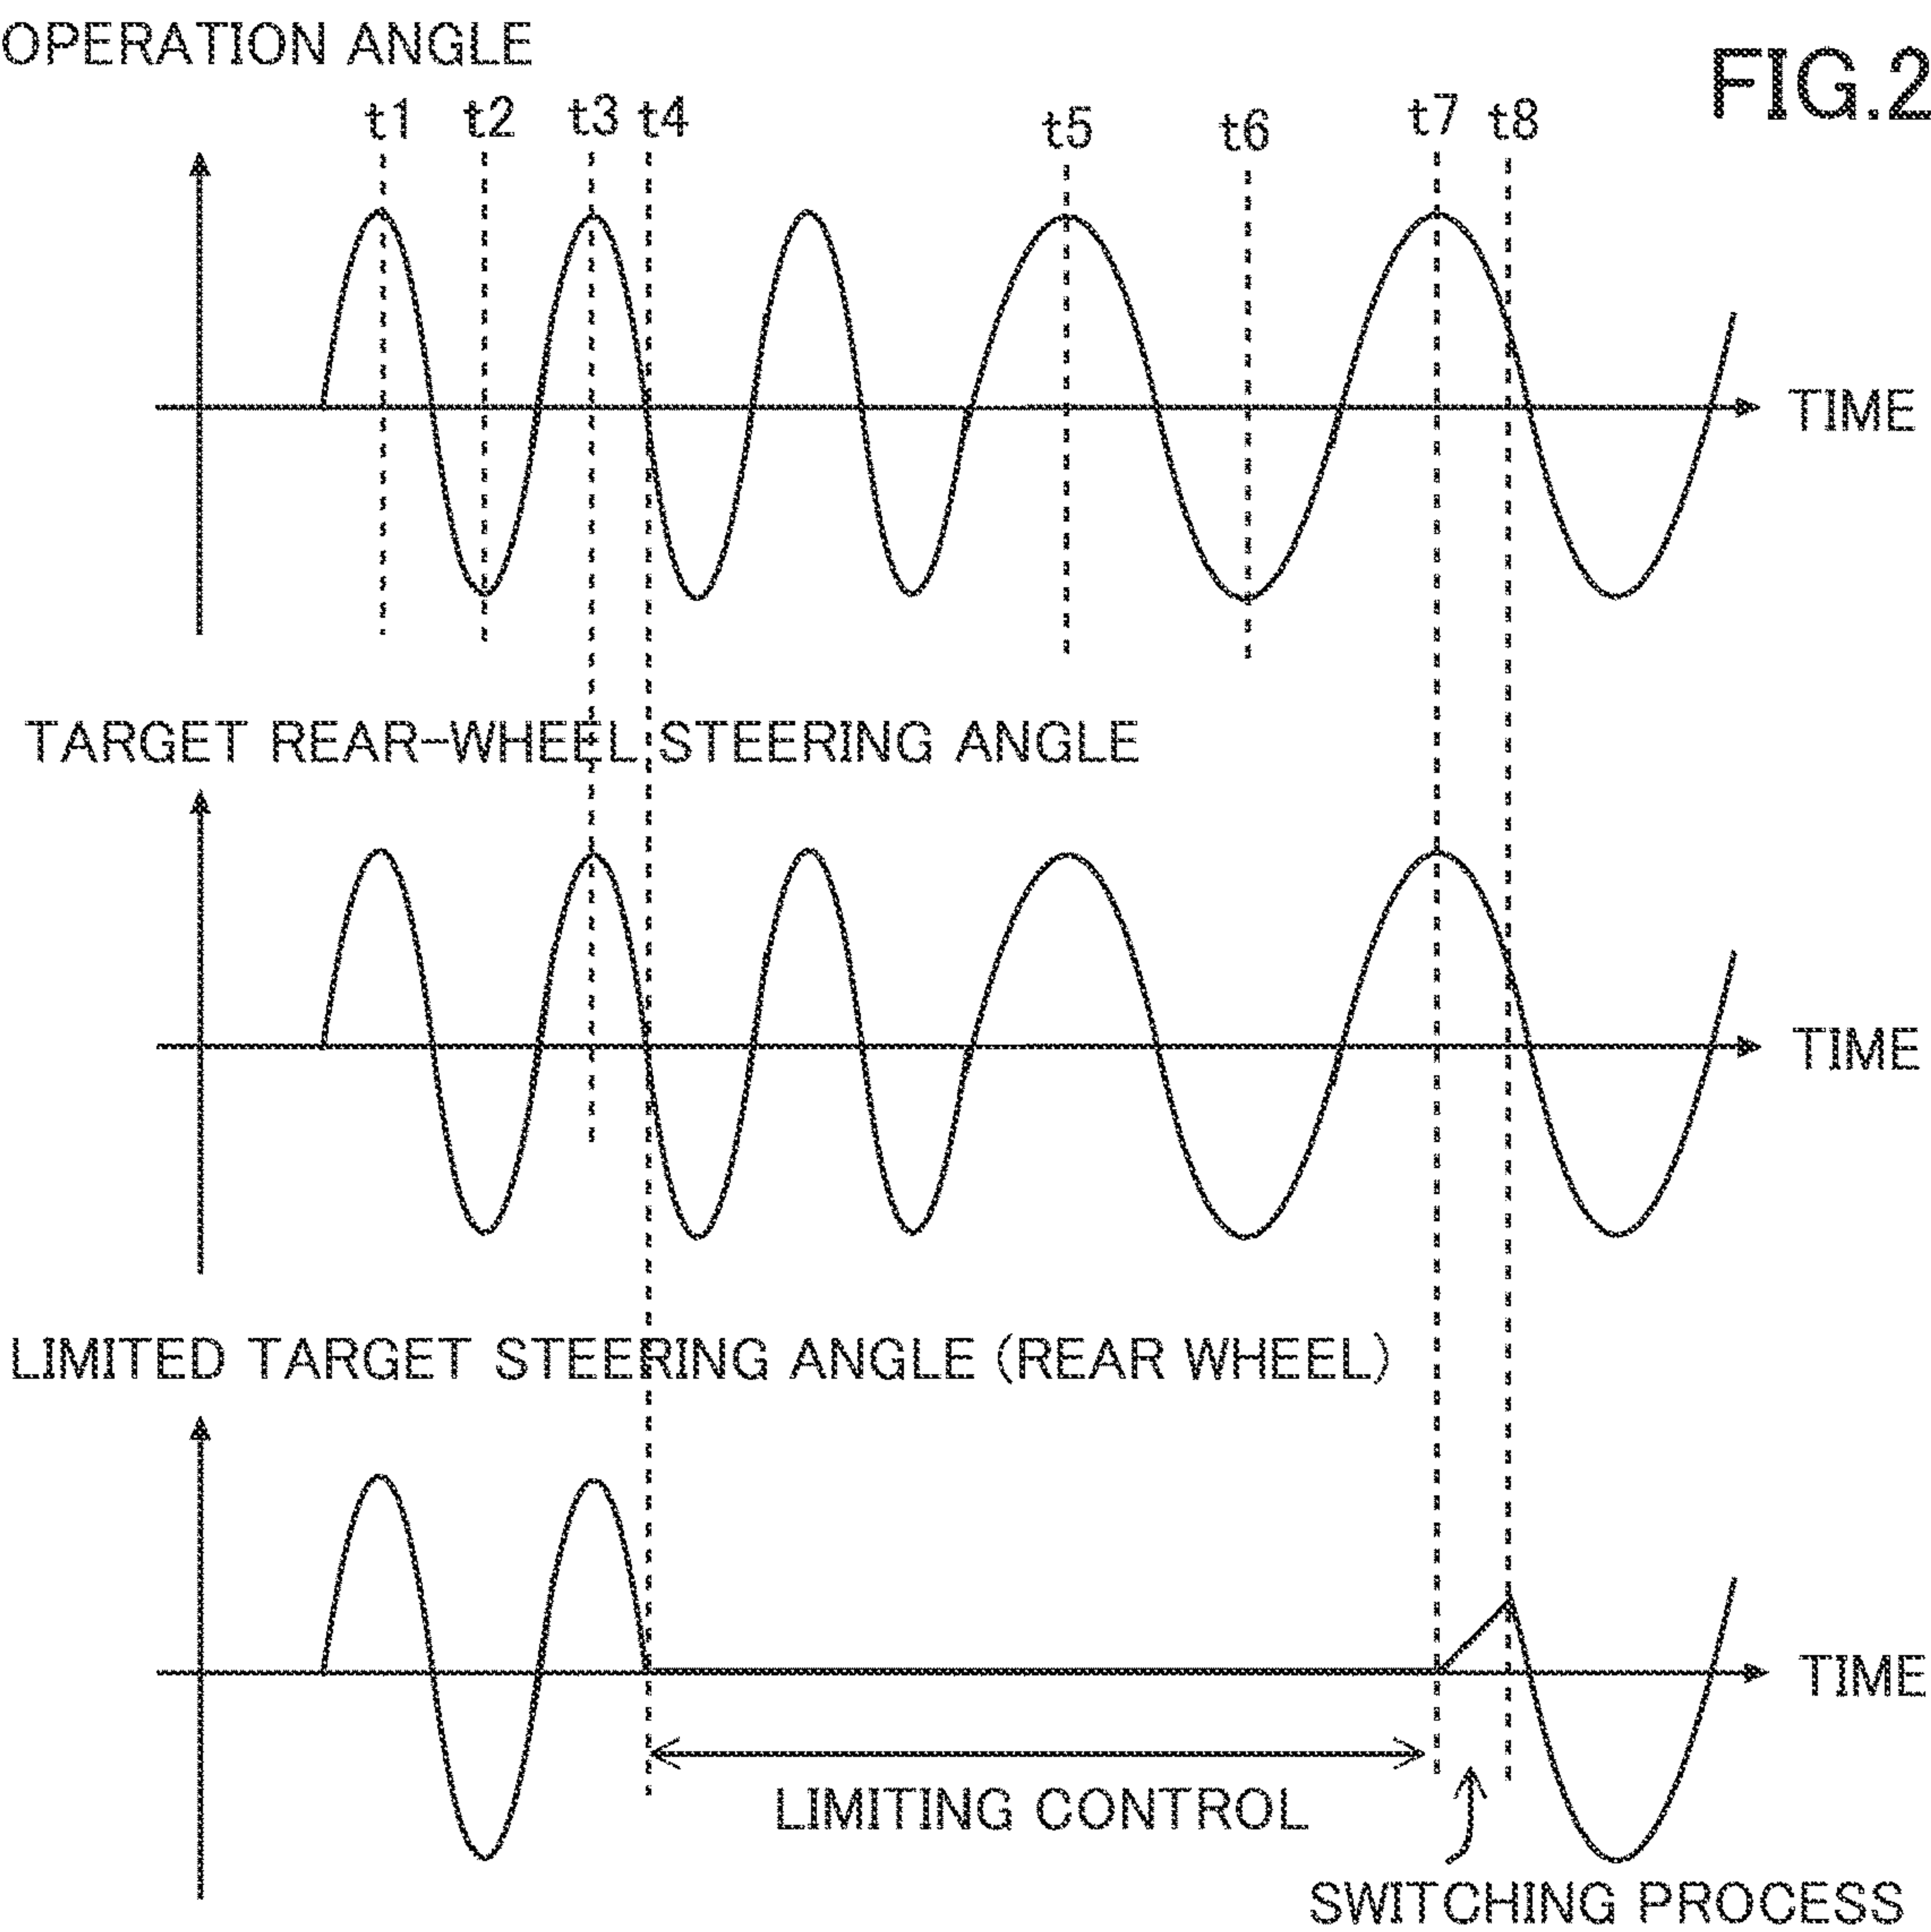 OPERATION ANGLE
FIG.2
t1 t2 t3 t4 t5 t6 t7 t8
TIME
TARGET REAR-WHEEL STEERING ANGLE
TIME
LIMITED TARGET STEERING ANGLE (REAR WHEEL)
TIME
LIMITING CONTROL
SWITCHING PROCESS